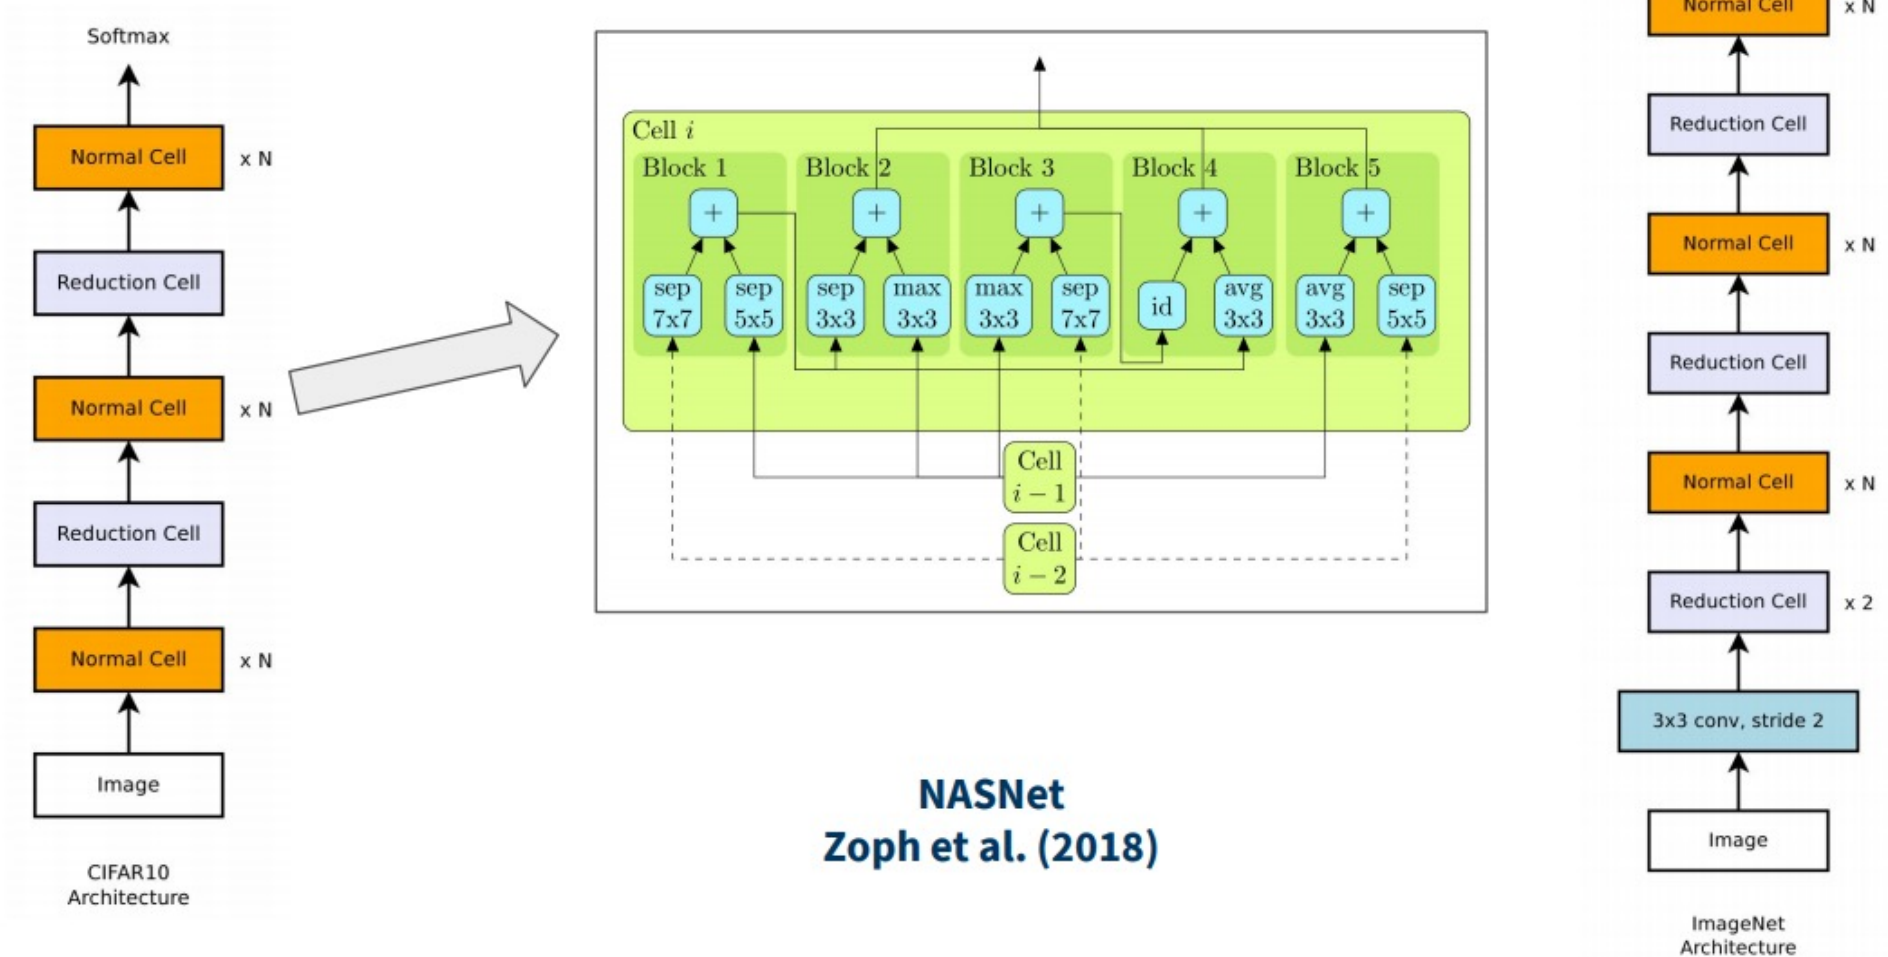 Softmax
Normal Cell
x N
Reduction Cell
Normal Cell
x N
Reduction Cell
Normal Cell
x N
Image
CIFAR10
Architecture
Cell i
Block 1
Block 2
Block 3
Block 4
Block 5
+
+
+
+
+
sep
7x7
sep
5x5
sep
3x3
max
3x3
max
3x3
sep
7x7
id
avg
3x3
avg
3x3
sep
5x5
Cell
i − 1
Cell
i − 2
NASNet
Zoph et al. (2018)
Normal Cell
x N
Reduction Cell
Normal Cell
x N
Reduction Cell
Normal Cell
x N
Reduction Cell
x 2
3x3 conv, stride 2
Image
ImageNet
Architecture